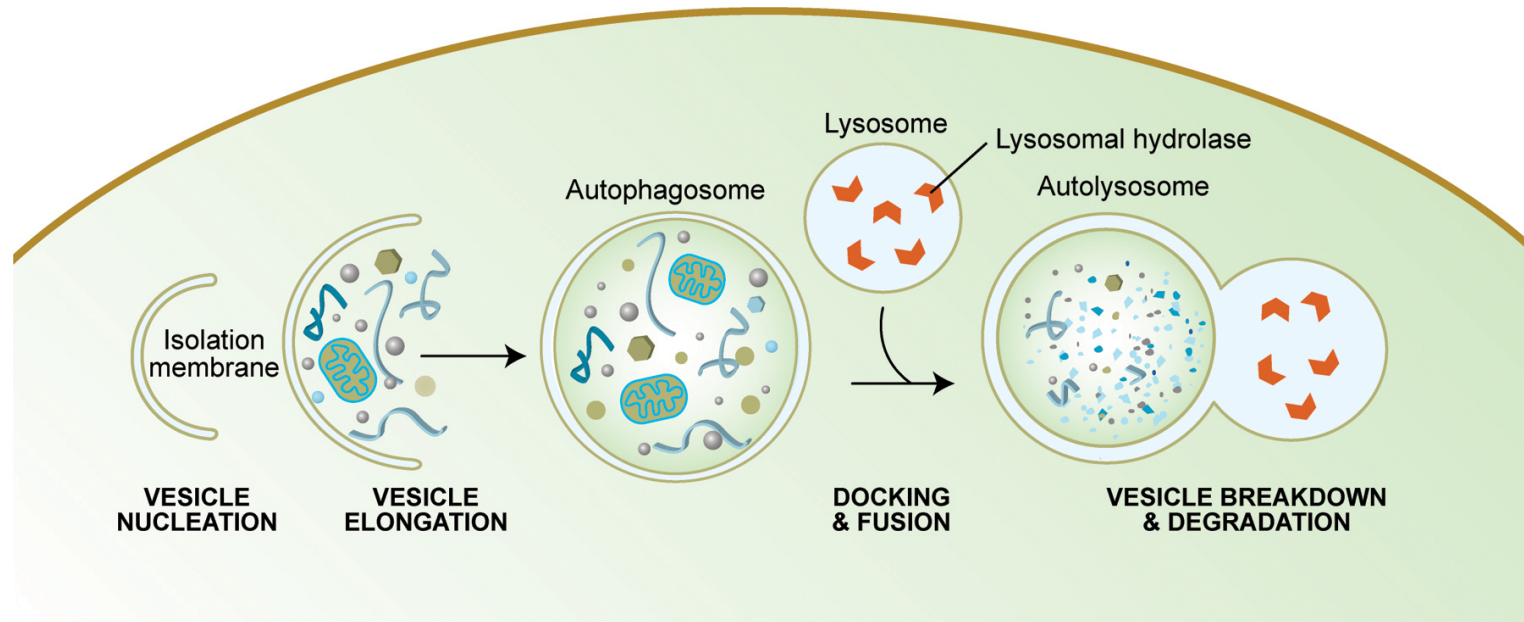 Lysosome
Lysosomal hydrolase
Autophagosome
Autolysosome
Isolation
membrane
VESICLE
NUCLEATION
VESICLE
ELONGATION
DOCKING
& FUSION
VESICLE BREAKDOWN
& DEGRADATION